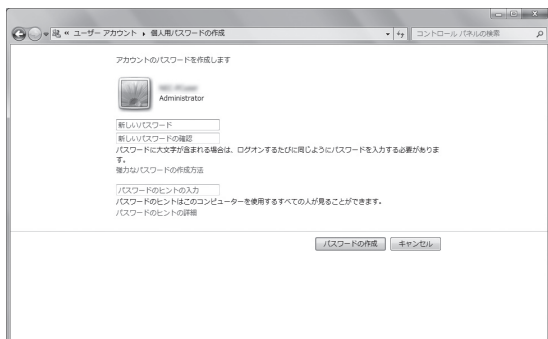 « ユーザー アカウント ▸ 個人用パスワードの作成
コントロール パネルの検索
アカウントのパスワードを作成します
Administrator
新しいパスワード
新しいパスワードの確認
パスワードに大文字が含まれる場合は、ログオンするたびに同じようにパスワードを入力する必要がありま
す。
強力なパスワードの作成方法
パスワードのヒントの入力
パスワードのヒントはこのコンピューターを使用するすべての人が見ることができます。
パスワードのヒントの詳細
パスワードの作成 キャンセル